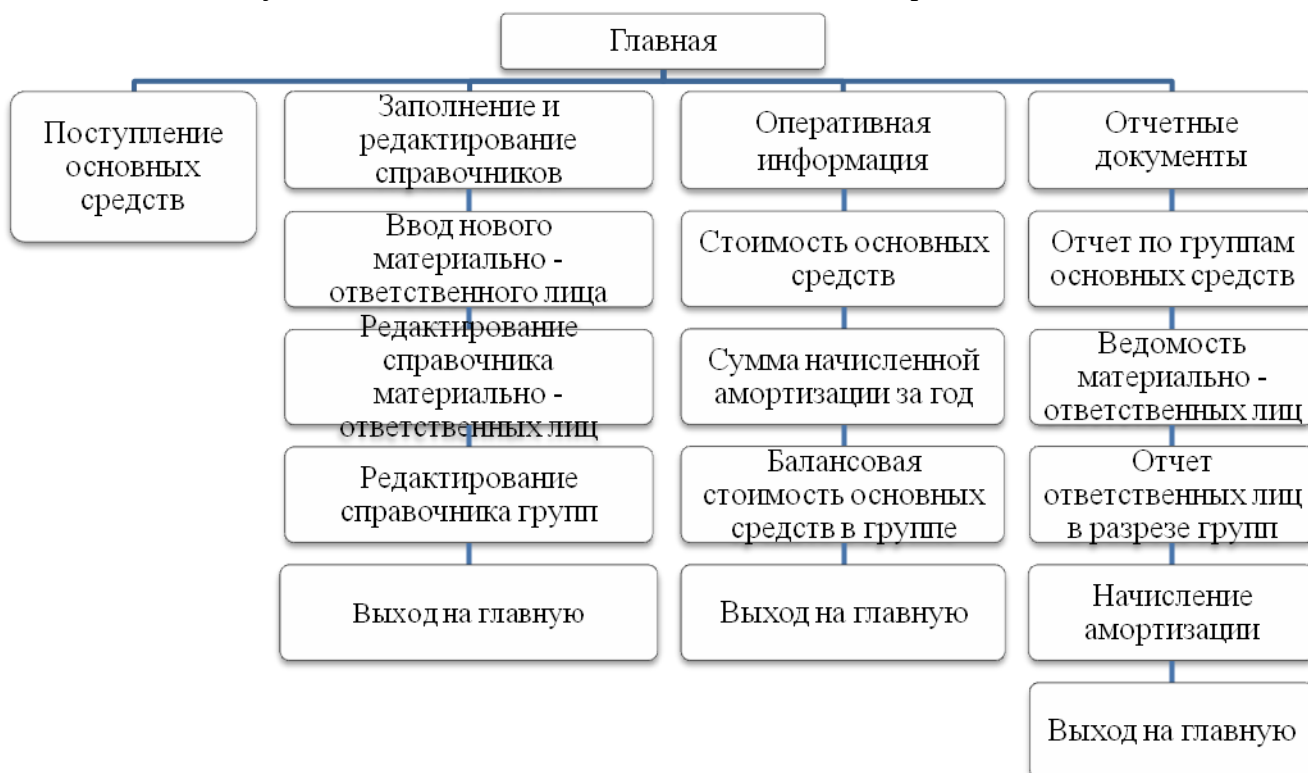 Главная
Поступление
основных
средств
Заполнение и
редактирование
справочников
Ввод нового
материально -
ответственного лица
Редактирование
справочника
материально -
ответственных лиц
Редактирование
справочника групп
Выход на главную
Оперативная
информация
Стоимость основных
средств
Сумма начисленной
амортизации за год
Балансовая
стоимость основных
средств в группе
Выход на главную
Отчетные
документы
Отчет по группам
основных средств
Ведомость
материально -
ответственных лиц
Отчет
ответственных лиц
в разрезе групп
Начисление
амортизации
Выход на главную